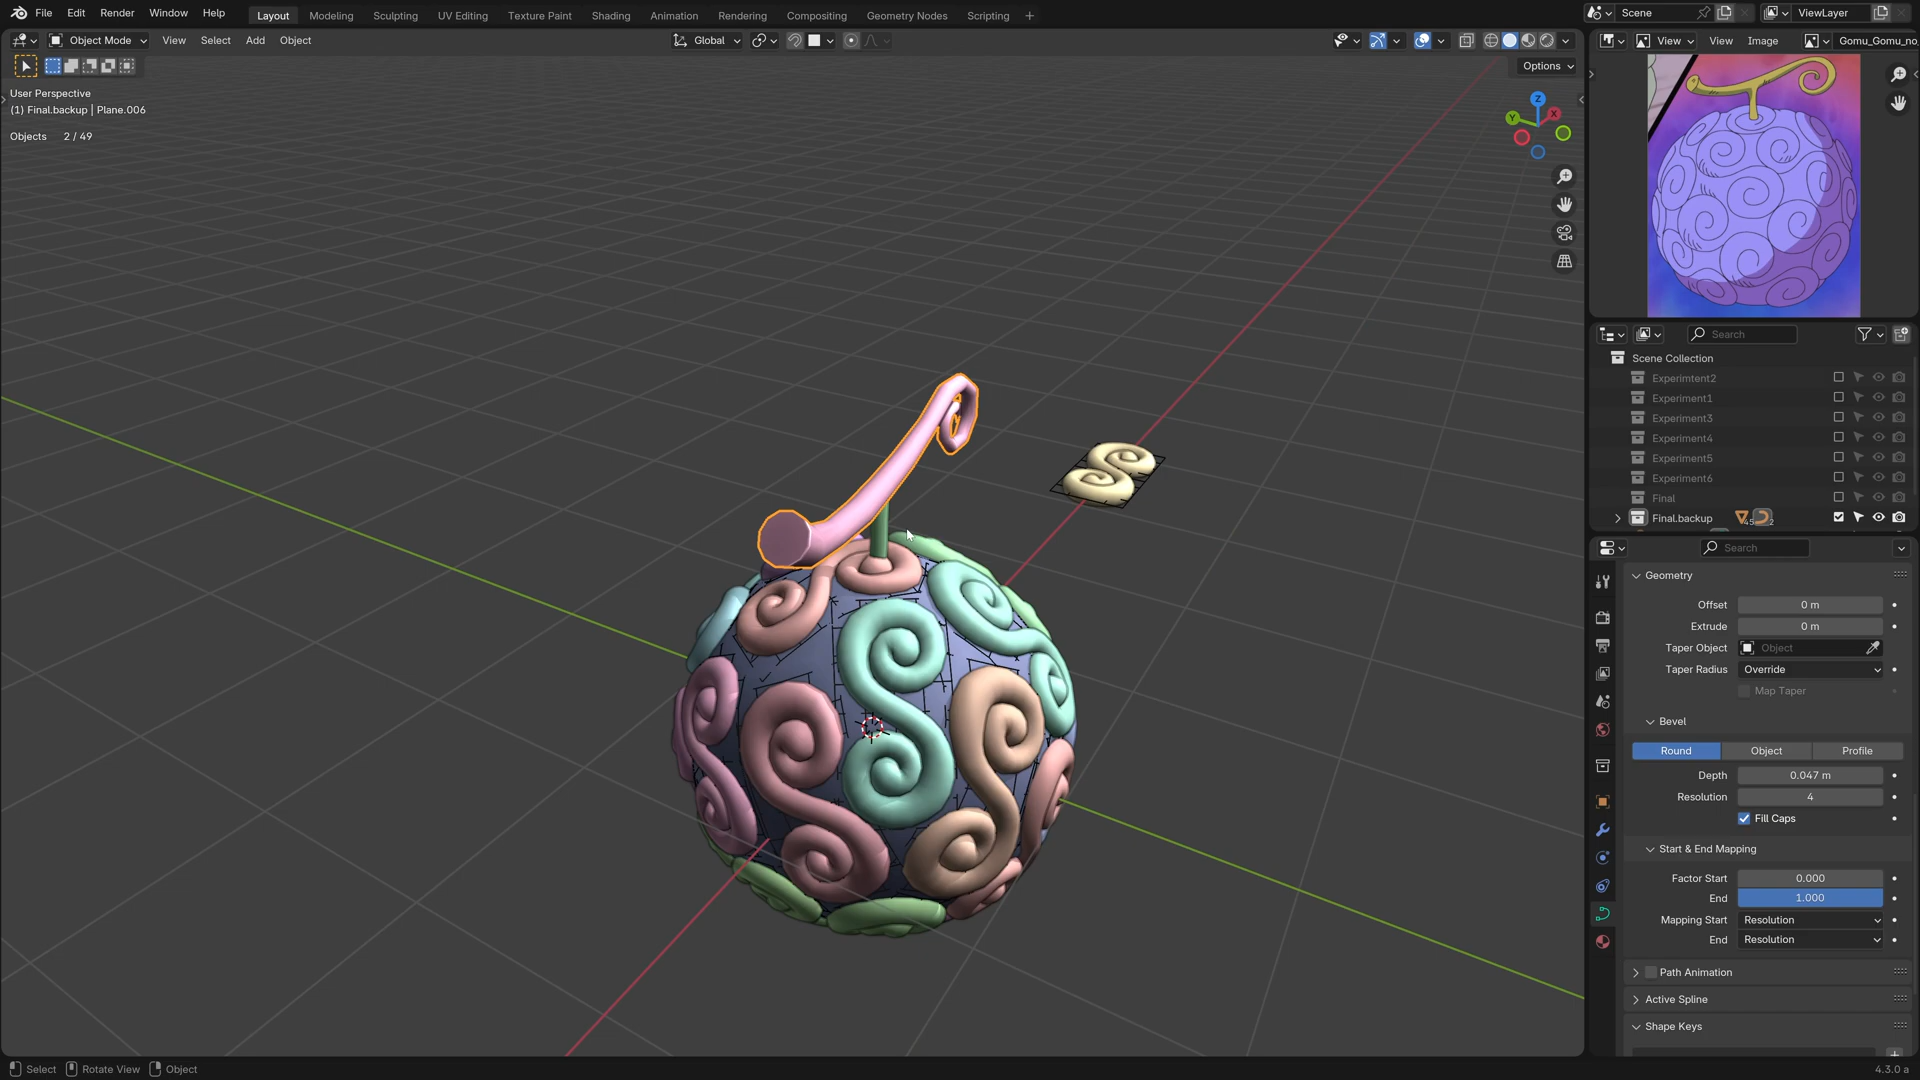 File Edit Render Window Help Layout Modeling Sculpting UV Editing Texture Paint Shading Animation Rendering Compositing Geometry Nodes Scripting Scene ViewLayer
Object Mode View Select Add Object Global View View Image Gomu_Gomu_no
Options
User Perspective
(1) Final.backup | Plane.006
Objects 2 / 49
Z
Y
X
Search
Scene Collection
Experimtent2
Experiment1
Experiment3
Experiment4
Experiment5
Experiment6
Final
Final.backup
Search
Geometry
Offset 0 m
Extrude 0 m
Taper Object Object
Taper Radius Override
Map Taper
Bevel
Round Object Profile
Depth 0.047 m
Resolution 4
Fill Caps
Start & End Mapping
Factor Start 0.000
End 1.000
Mapping Start Resolution
End Resolution
Path Animation
Active Spline
Shape Keys
Select Rotate View Object 4.3.0 a